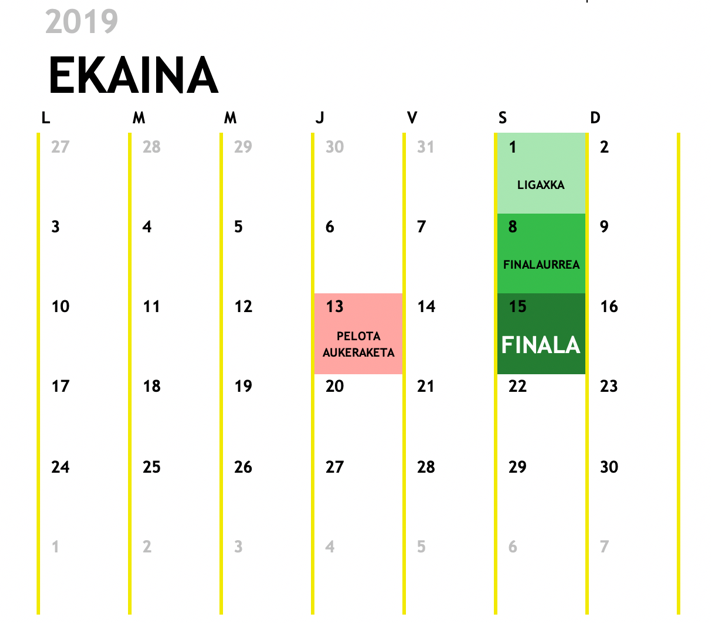 2019
EKAINA
L M M J V S D
27 28 29 30 31 1 2
LIGAXKA
3 4 5 6 7 8 9
FINALAURREA
10 11 12 13 14 15 16
PELOTA
AUKERAKETA
FINALA
17 18 19 20 21 22 23
24 25 26 27 28 29 30
1 2 3 4 5 6 7